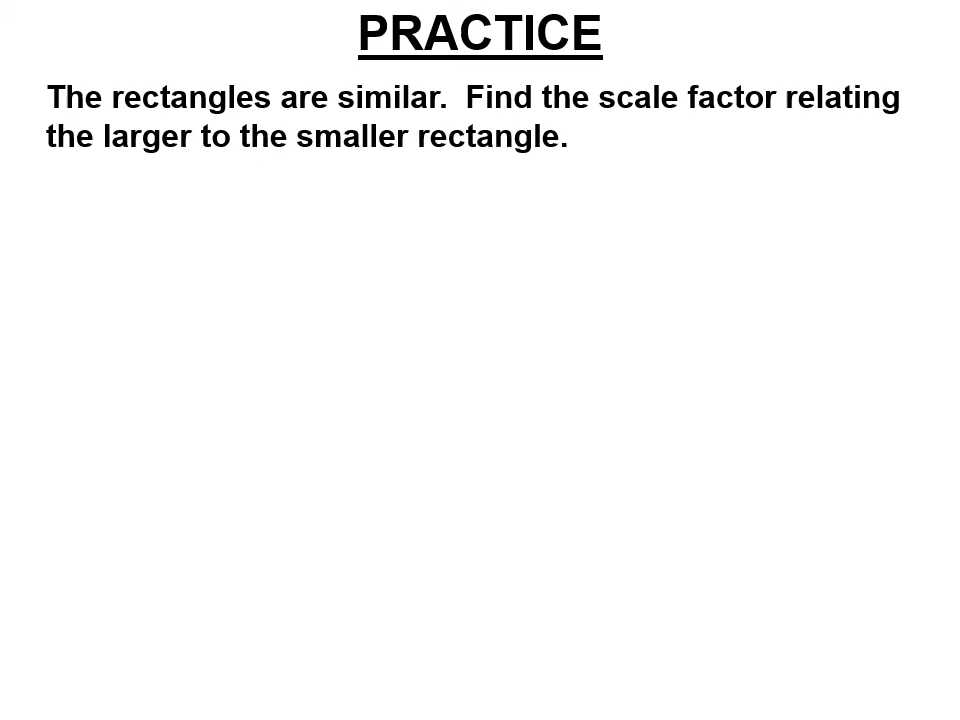 PRACTICE
The rectangles are similar.  Find the scale factor relating
the larger to the smaller rectangle.